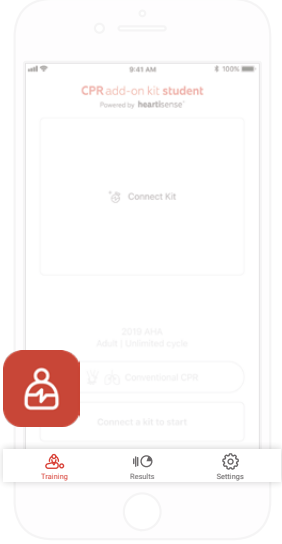 9:41 AM 100%
CPR add-on kit student
Powered by heartisense
Connect Kit
2015 AHA
Adult | Unlimited cycle
Conventional CPR
Connect a kit to start
Training Results Settings